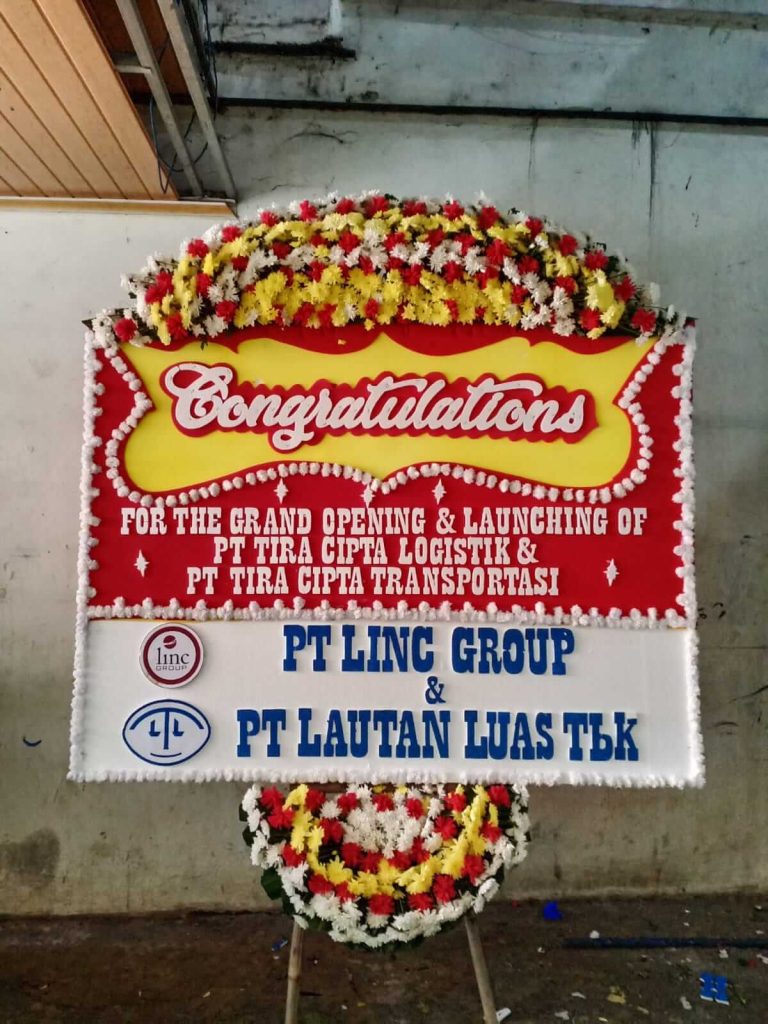 Congratulations
FOR THE GRAND OPENING & LAUNCHING OF
PT TIRA CIPTA LOGISTIK &
PT TIRA CIPTA TRANSPORTASI
linc
GROUP
PT LINC GROUP
&
PT LAUTAN LUAS TbK
H